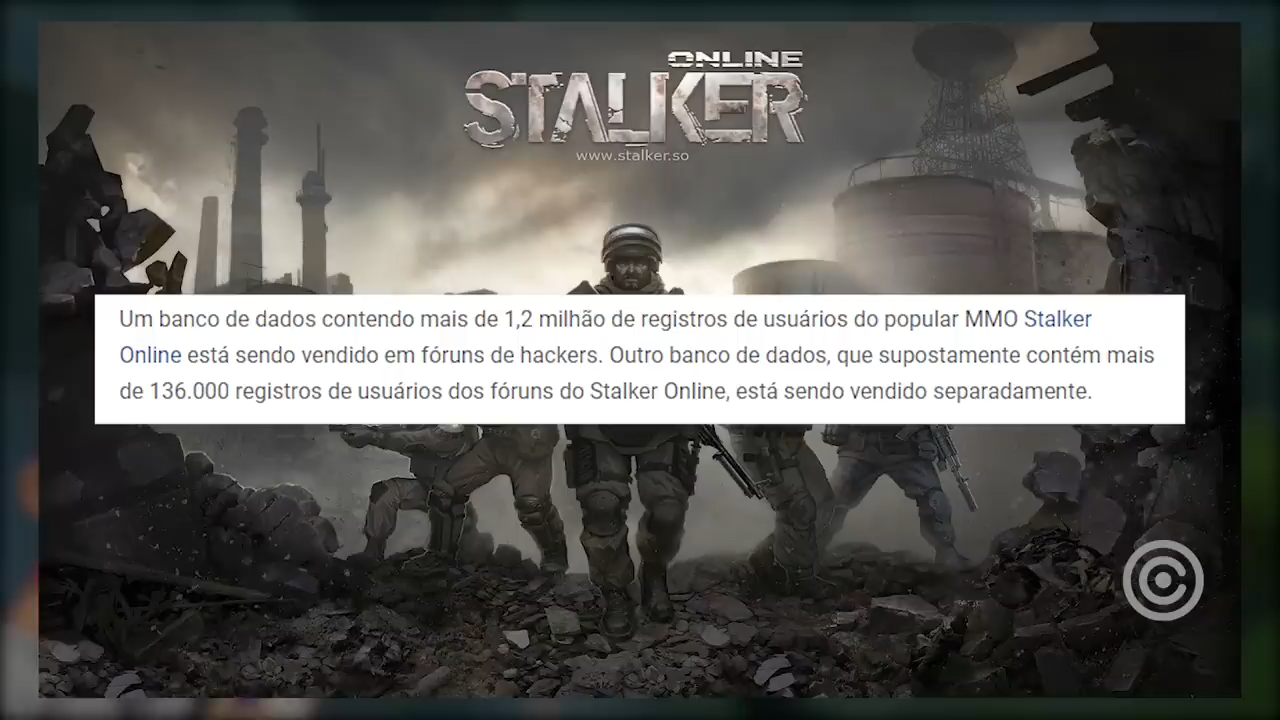 ONLINE
STALKER
www.stalker.so
Um banco de dados contendo mais de 1,2 milhão de registros de usuários do popular MMO Stalker
Online está sendo vendido em fóruns de hackers. Outro banco de dados, que supostamente contém mais
de 136.000 registros de usuários dos fóruns do Stalker Online, está sendo vendido separadamente.